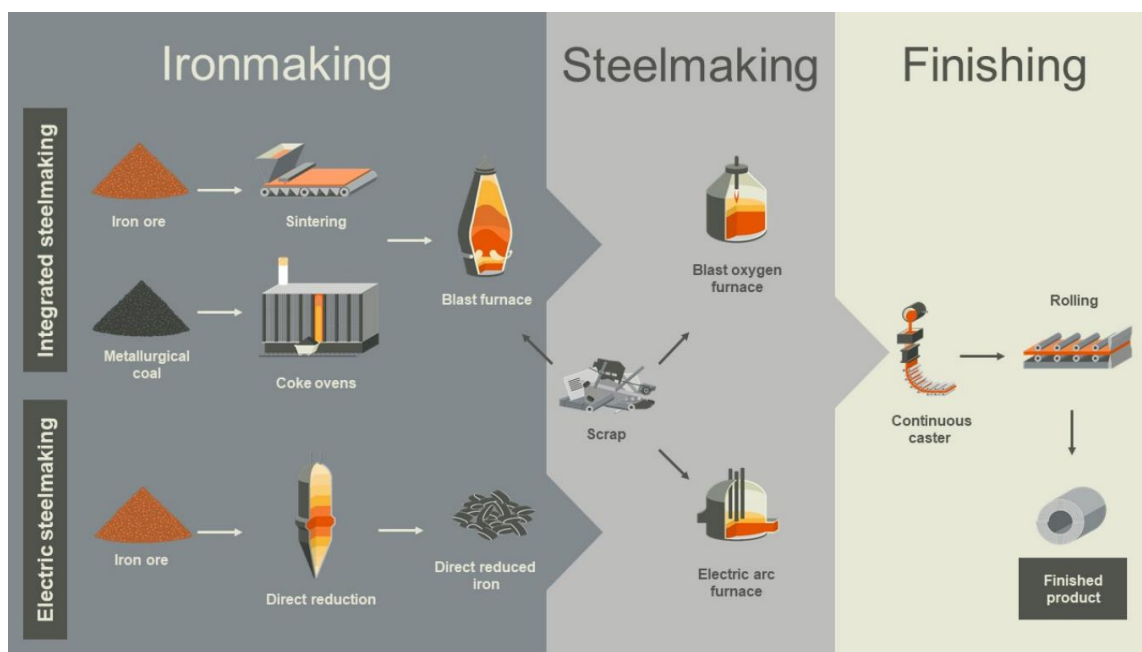 Ironmaking
Steelmaking
Finishing
Integrated steelmaking
Iron ore
Sintering
Blast furnace
Metallurgical
coal
Coke ovens
Blast oxygen
furnace
Scrap
Rolling
Continuous
caster
Electric steelmaking
Iron ore
Direct reduction
Direct reduced
iron
Electric arc
furnace
Finished
product